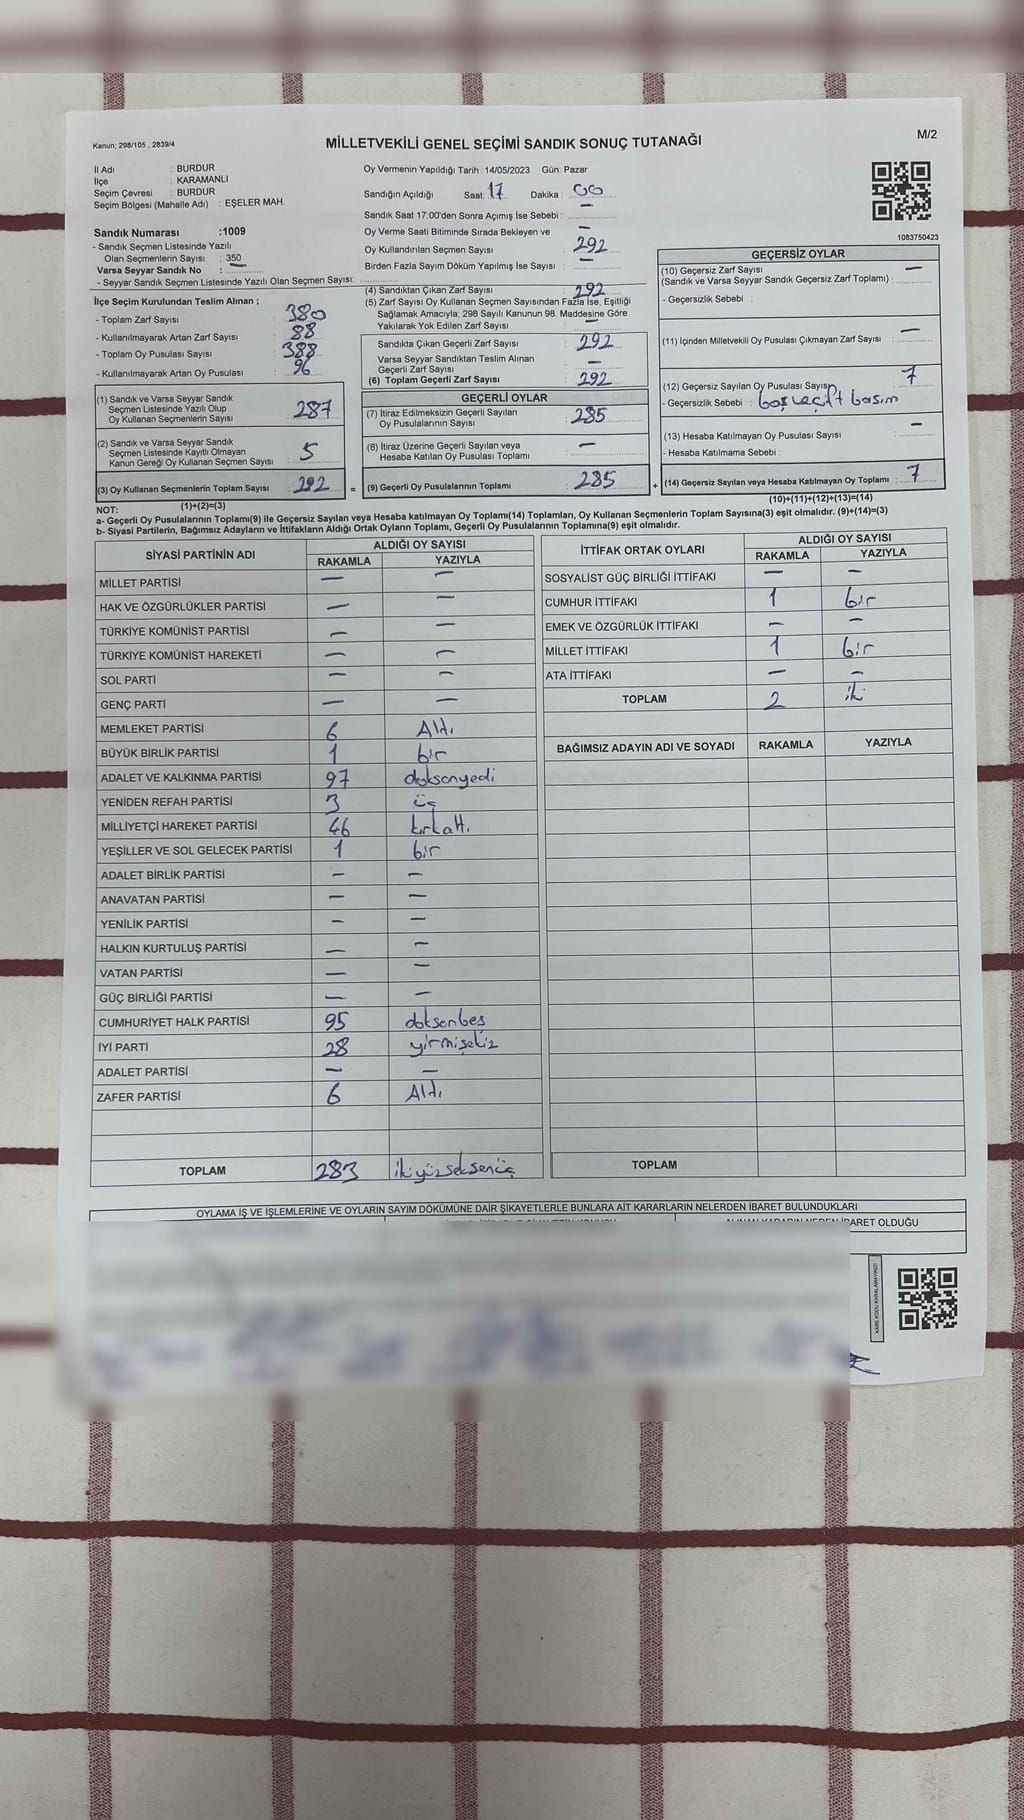 Kanun; 298/105 , 2839/4
MİLLETVEKİLİ GENEL SEÇİMİ SANDIK SONUÇ TUTANAĞI
M/2
İl Adı : BURDUR
İlçe : KARAMANLI
Seçim Çevresi : BURDUR
Seçim Bölgesi (Mahalle Adı) : EŞELER MAH.
Sandık Numarası :1009
- Sandık Seçmen Listesinde Yazılı
Olan Seçmenlerin Sayısı : 350
Varsa Seyyar Sandık No :
- Seyyar Sandık Seçmen Listesinde Yazılı Olan Seçmen Sayısı:
Oy Vermenin Yapıldığı Tarih : 14/05/2023 Gün: Pazar
Sandığın Açıldığı Saat: 17 Dakika : 00
Sandık Saat 17:00'den Sonra Açımış İse Sebebi : —
Oy Verme Saati Bitiminde Sırada Bekleyen ve : —
Oy Kullandırılan Seçmen Sayısı : 292
Birden Fazla Sayım Döküm Yapılmış İse Sayısı : —
1083750423
İlçe Seçim Kurulundan Teslim Alınan ;
- Toplam Zarf Sayısı : 380
- Kullanılmayarak Artan Zarf Sayısı : 88
- Toplam Oy Pusulası Sayısı : 388
- Kullanılmayarak Artan Oy Pusulası : 96
(1) Sandık ve Varsa Seyyar Sandık
Seçmen Listesinde Yazılı Olup
Oy Kullanan Seçmenlerin Sayısı : 287
(2) Sandık ve Varsa Seyyar Sandık
Seçmen Listesinde Kayıtlı Olmayan
Kanun Gereği Oy Kullanan Seçmen Sayısı : 5
(3) Oy Kullanan Seçmenlerin Toplam Sayısı : 292 =
(1)+(2)=(3)
(4) Sandıktan Çıkan Zarf Sayısı : 292
(5) Zarf Sayısı Oy Kullanan Seçmen Sayısından Fazla İse, Eşitliği
Sağlamak Amacıyla; 298 Sayılı Kanunun 98. Maddesine Göre
Yakılarak Yok Edilen Zarf Sayısı : —
Sandıkta Çıkan Geçerli Zarf Sayısı : 292
Varsa Seyyar Sandıktan Teslim Alınan
Geçerli Zarf Sayısı : —
(6) Toplam Geçerli Zarf Sayısı : 292
GEÇERLİ OYLAR
(7) İtiraz Edilmeksizin Geçerli Sayılan
Oy Pusulalarının Sayısı : 285
(8) İtiraz Üzerine Geçerli Sayılan veya
Hesaba Katılan Oy Pusulası Toplamı : —
(9) Geçerli Oy Pusulalarının Toplamı : 285 +
GEÇERSİZ OYLAR
(10) Geçersiz Zarf Sayısı —
(Sandık ve Varsa Seyyar Sandık Geçersiz Zarf Toplamı) :
- Geçersizlik Sebebi :
(11) İçinden Milletvekili Oy Pusulası Çıkmayan Zarf Sayısı : —
(12) Geçersiz Sayılan Oy Pusulası Sayısı : 7
- Geçersizlik Sebebi : boş ve çift basım
(13) Hesaba Katılmayan Oy Pusulası Sayısı : —
- Hesaba Katılmama Sebebi :
(14) Geçersiz Sayılan veya Hesaba Katılmayan Oy Toplamı : 7
(10)+(11)+(12)+(13)=(14)
NOT:
a- Geçerli Oy Pusulalarının Toplamı(9) ile Geçersiz Sayılan veya Hesaba katılmayan Oy Toplamı(14) Toplamları, Oy Kullanan Seçmenlerin Toplam Sayısına(3) eşit olmalıdır. (9)+(14)=(3)
b- Siyasi Partilerin, Bağımsız Adayların ve İttifakların Aldığı Ortak Oyların Toplamı, Geçerli Oy Pusulalarının Toplamına(9) eşit olmalıdır.
SİYASİ PARTİNİN ADI ALDIĞI OY SAYISI
RAKAMLA YAZIYLA
MİLLET PARTİSİ — —
HAK VE ÖZGÜRLÜKLER PARTİSİ — —
TÜRKİYE KOMÜNİST PARTİSİ — —
TÜRKİYE KOMÜNİST HAREKETİ — —
SOL PARTİ — —
GENÇ PARTİ — —
MEMLEKET PARTİSİ 6 Altı
BÜYÜK BİRLİK PARTİSİ 1 bir
ADALET VE KALKINMA PARTİSİ 97 doksanyedi
YENİDEN REFAH PARTİSİ 3 üç
MİLLİYETÇİ HAREKET PARTİSİ 46 kırkaltı
YEŞİLLER VE SOL GELECEK PARTİSİ 1 bir
ADALET BİRLİK PARTİSİ — —
ANAVATAN PARTİSİ — —
YENİLİK PARTİSİ — —
HALKIN KURTULUŞ PARTİSİ — —
VATAN PARTİSİ — —
GÜÇ BİRLİĞİ PARTİSİ — —
CUMHURİYET HALK PARTİSİ 95 doksanbeş
İYİ PARTİ 28 yirmisekiz
ADALET PARTİSİ — —
ZAFER PARTİSİ 6 Altı
TOPLAM 283 ikiyüzseksenüç
İTTİFAK ORTAK OYLARI ALDIĞI OY SAYISI
RAKAMLA YAZIYLA
SOSYALİST GÜÇ BİRLİĞİ İTTİFAKI — —
CUMHUR İTTİFAKI 1 bir
EMEK VE ÖZGÜRLÜK İTTİFAKI — —
MİLLET İTTİFAKI 1 bir
ATA İTTİFAKI — —
TOPLAM 2 iki
BAĞIMSIZ ADAYIN ADI VE SOYADI RAKAMLA YAZIYLA
TOPLAM
OYLAMA İŞ VE İŞLEMLERİNE VE OYLARIN SAYIM DÖKÜMÜNE DAİR ŞİKAYETLERLE BUNLARA AİT KARARLARIN NELERDEN İBARET BULUNDUKLARI
ALINAN KARARIN NEDEN İBARET OLDUĞU
KARE KODU KARALAMAYINIZ!